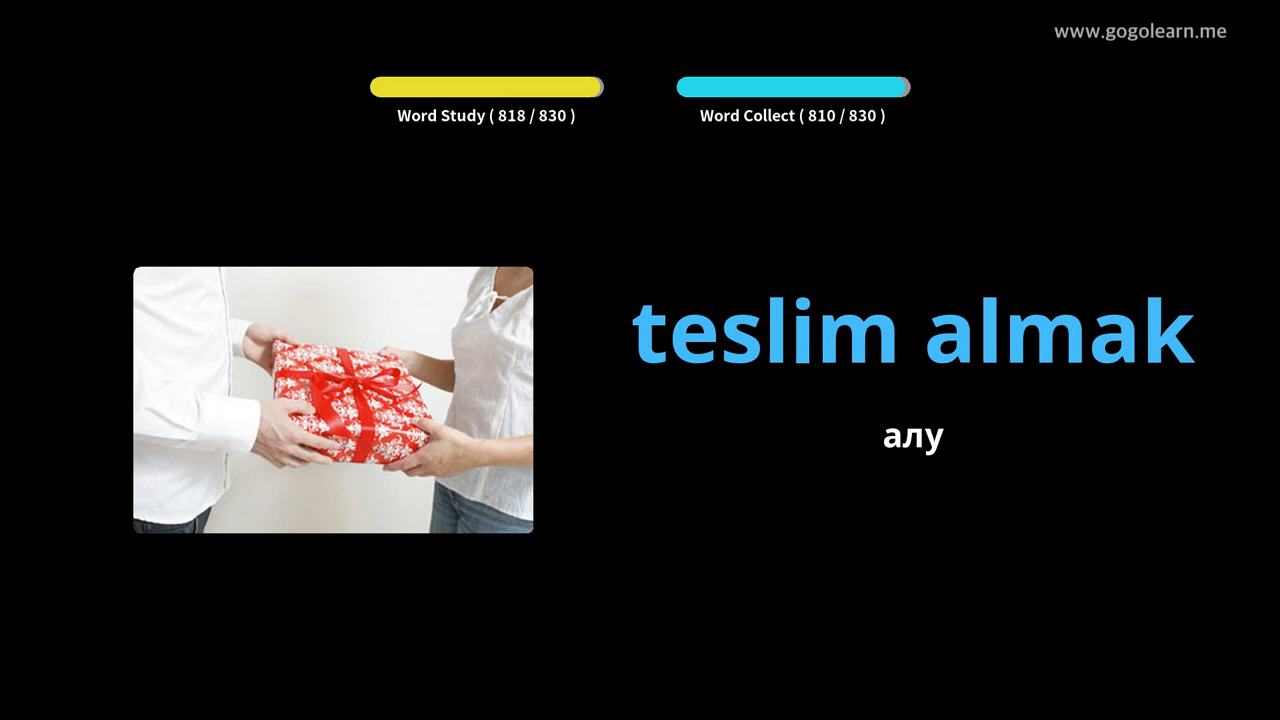 www.gogolearn.me
Word Study ( 818 / 830 )
Word Collect ( 810 / 830 )
teslim almak
алу